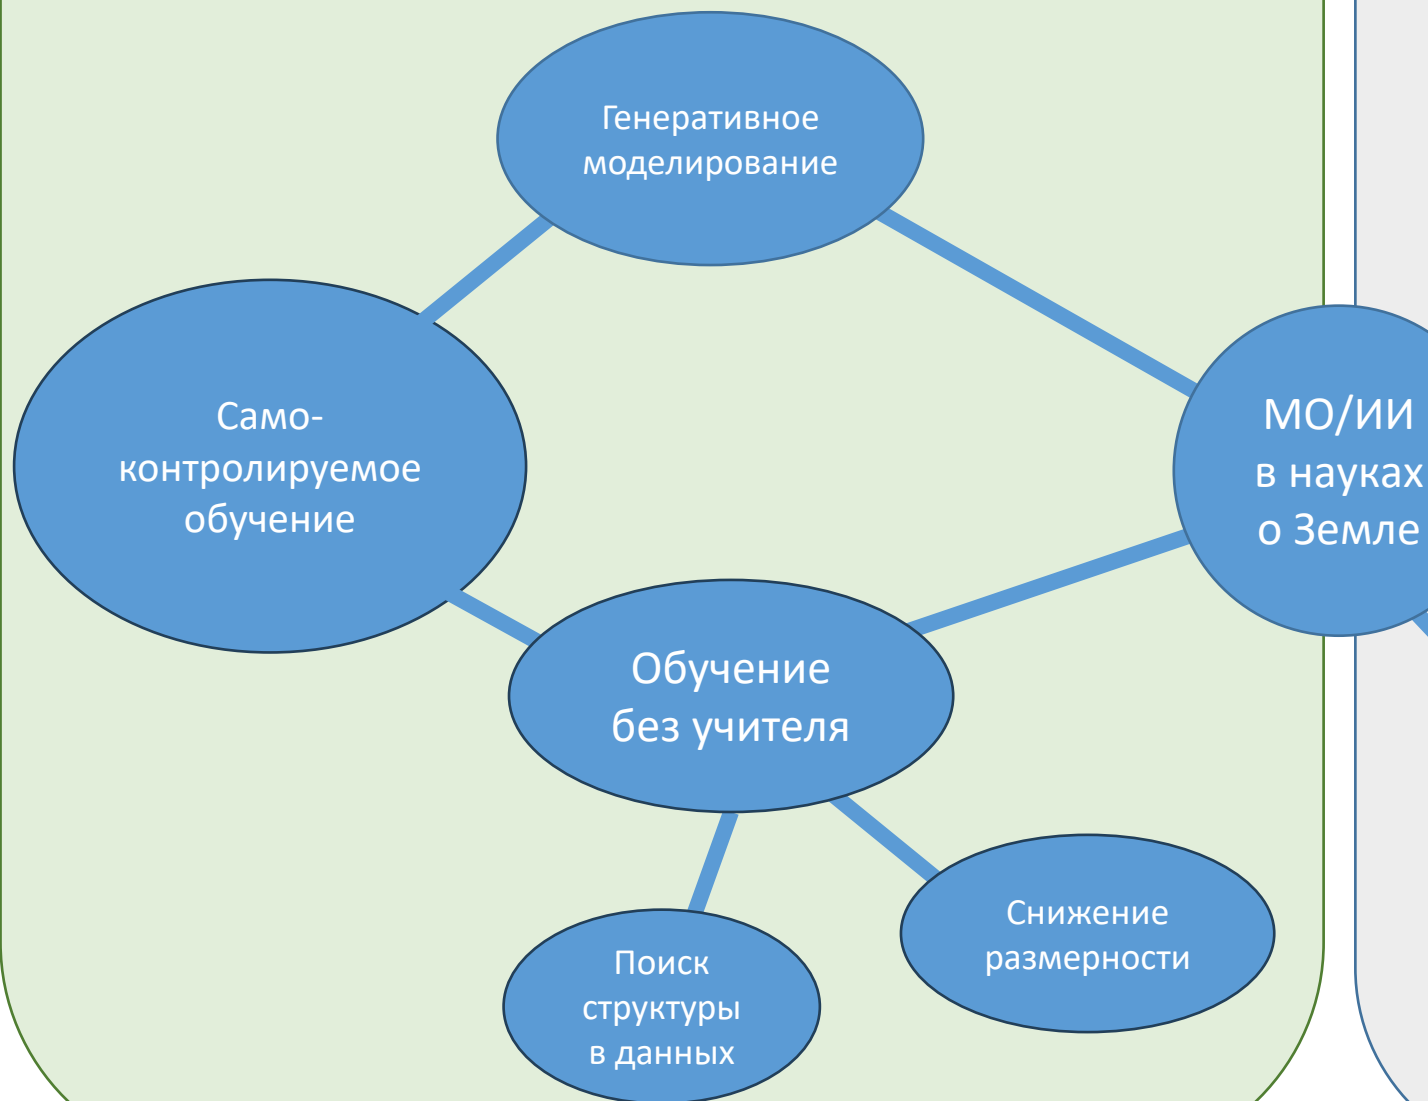 Генеративное
моделирование
Само-
контролируемое
обучение
МО/ИИ
в науках
о Земле
Обучение
без учителя
Снижение
размерности
Поиск
структуры
в данных